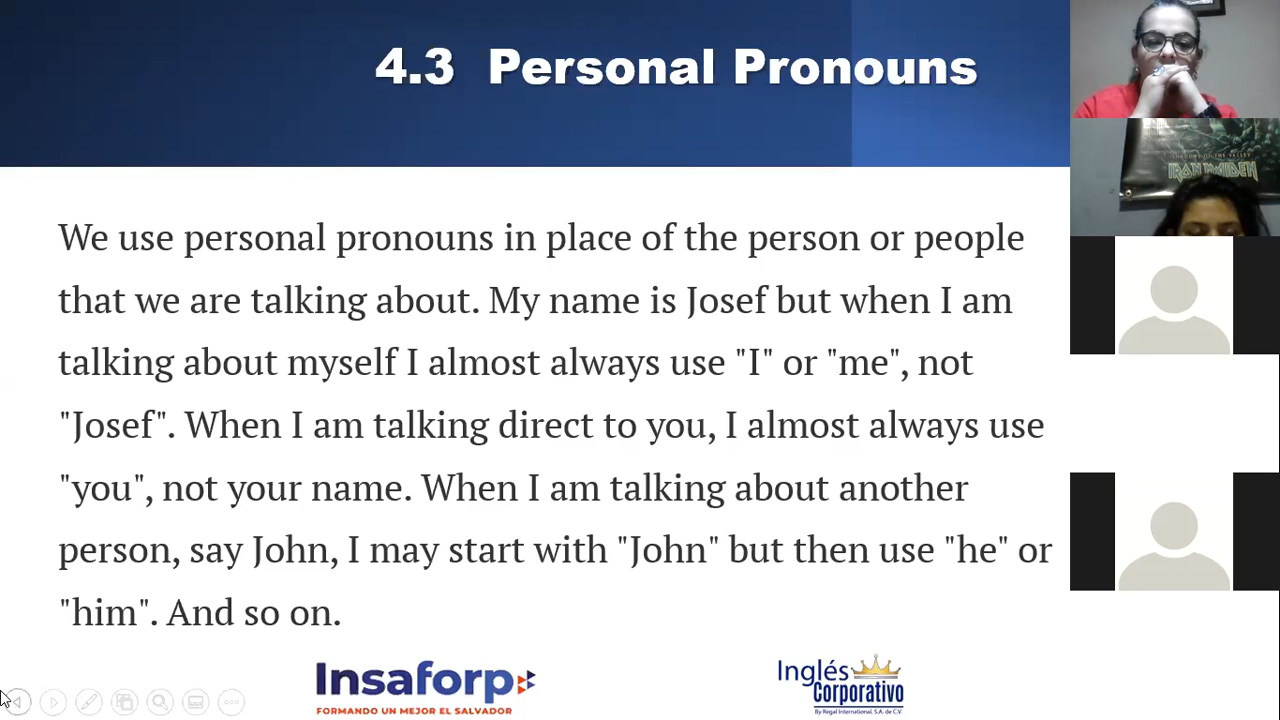 4.3 Personal Pronouns
We use personal pronouns in place of the person or people
that we are talking about. My name is Josef but when I am
talking about myself I almost always use "I" or "me", not
"Josef". When I am talking direct to you, I almost always use
"you", not your name. When I am talking about another
person, say John, I may start with "John" but then use "he" or
"him". And so on.
Insaforp
FORMANDO UN MEJOR EL SALVADOR
Inglés
Corporativo
By Regal International, S.A. de C.V.
IRON MAIDEN